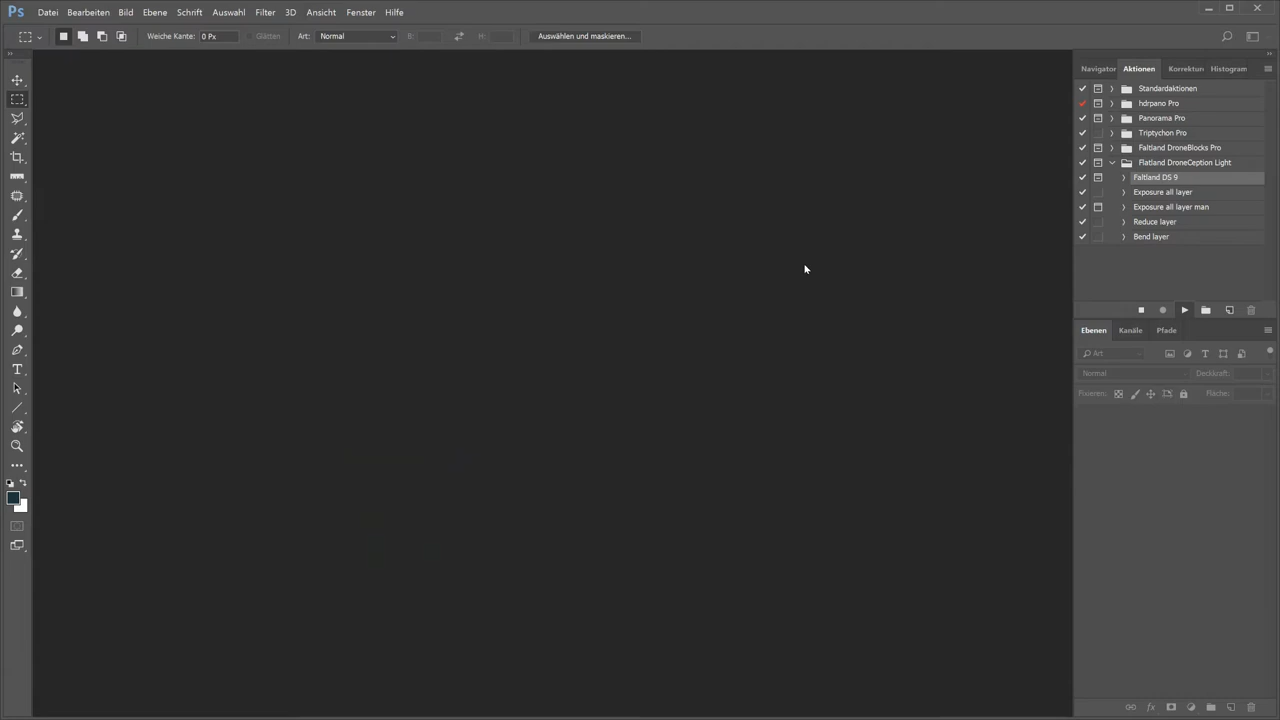 Ps Datei Bearbeiten Bild Ebene Schrift Auswahl Filter 3D Ansicht Fenster Hilfe
Weiche Kante: 0 Px Glätten Art: Normal B: H: Auswählen und maskieren...
Navigator Aktionen Korrektun Histogram
Standardaktionen
hdrpano Pro
Panorama Pro
Triptychon Pro
Faltland DroneBlocks Pro
Flatland DroneCeption Light
Faltland DS 9
Exposure all layer
Exposure all layer man
Reduce layer
Bend layer
Ebenen Kanäle Pfade
Art
Normal Deckkraft:
Fixieren: Fläche: